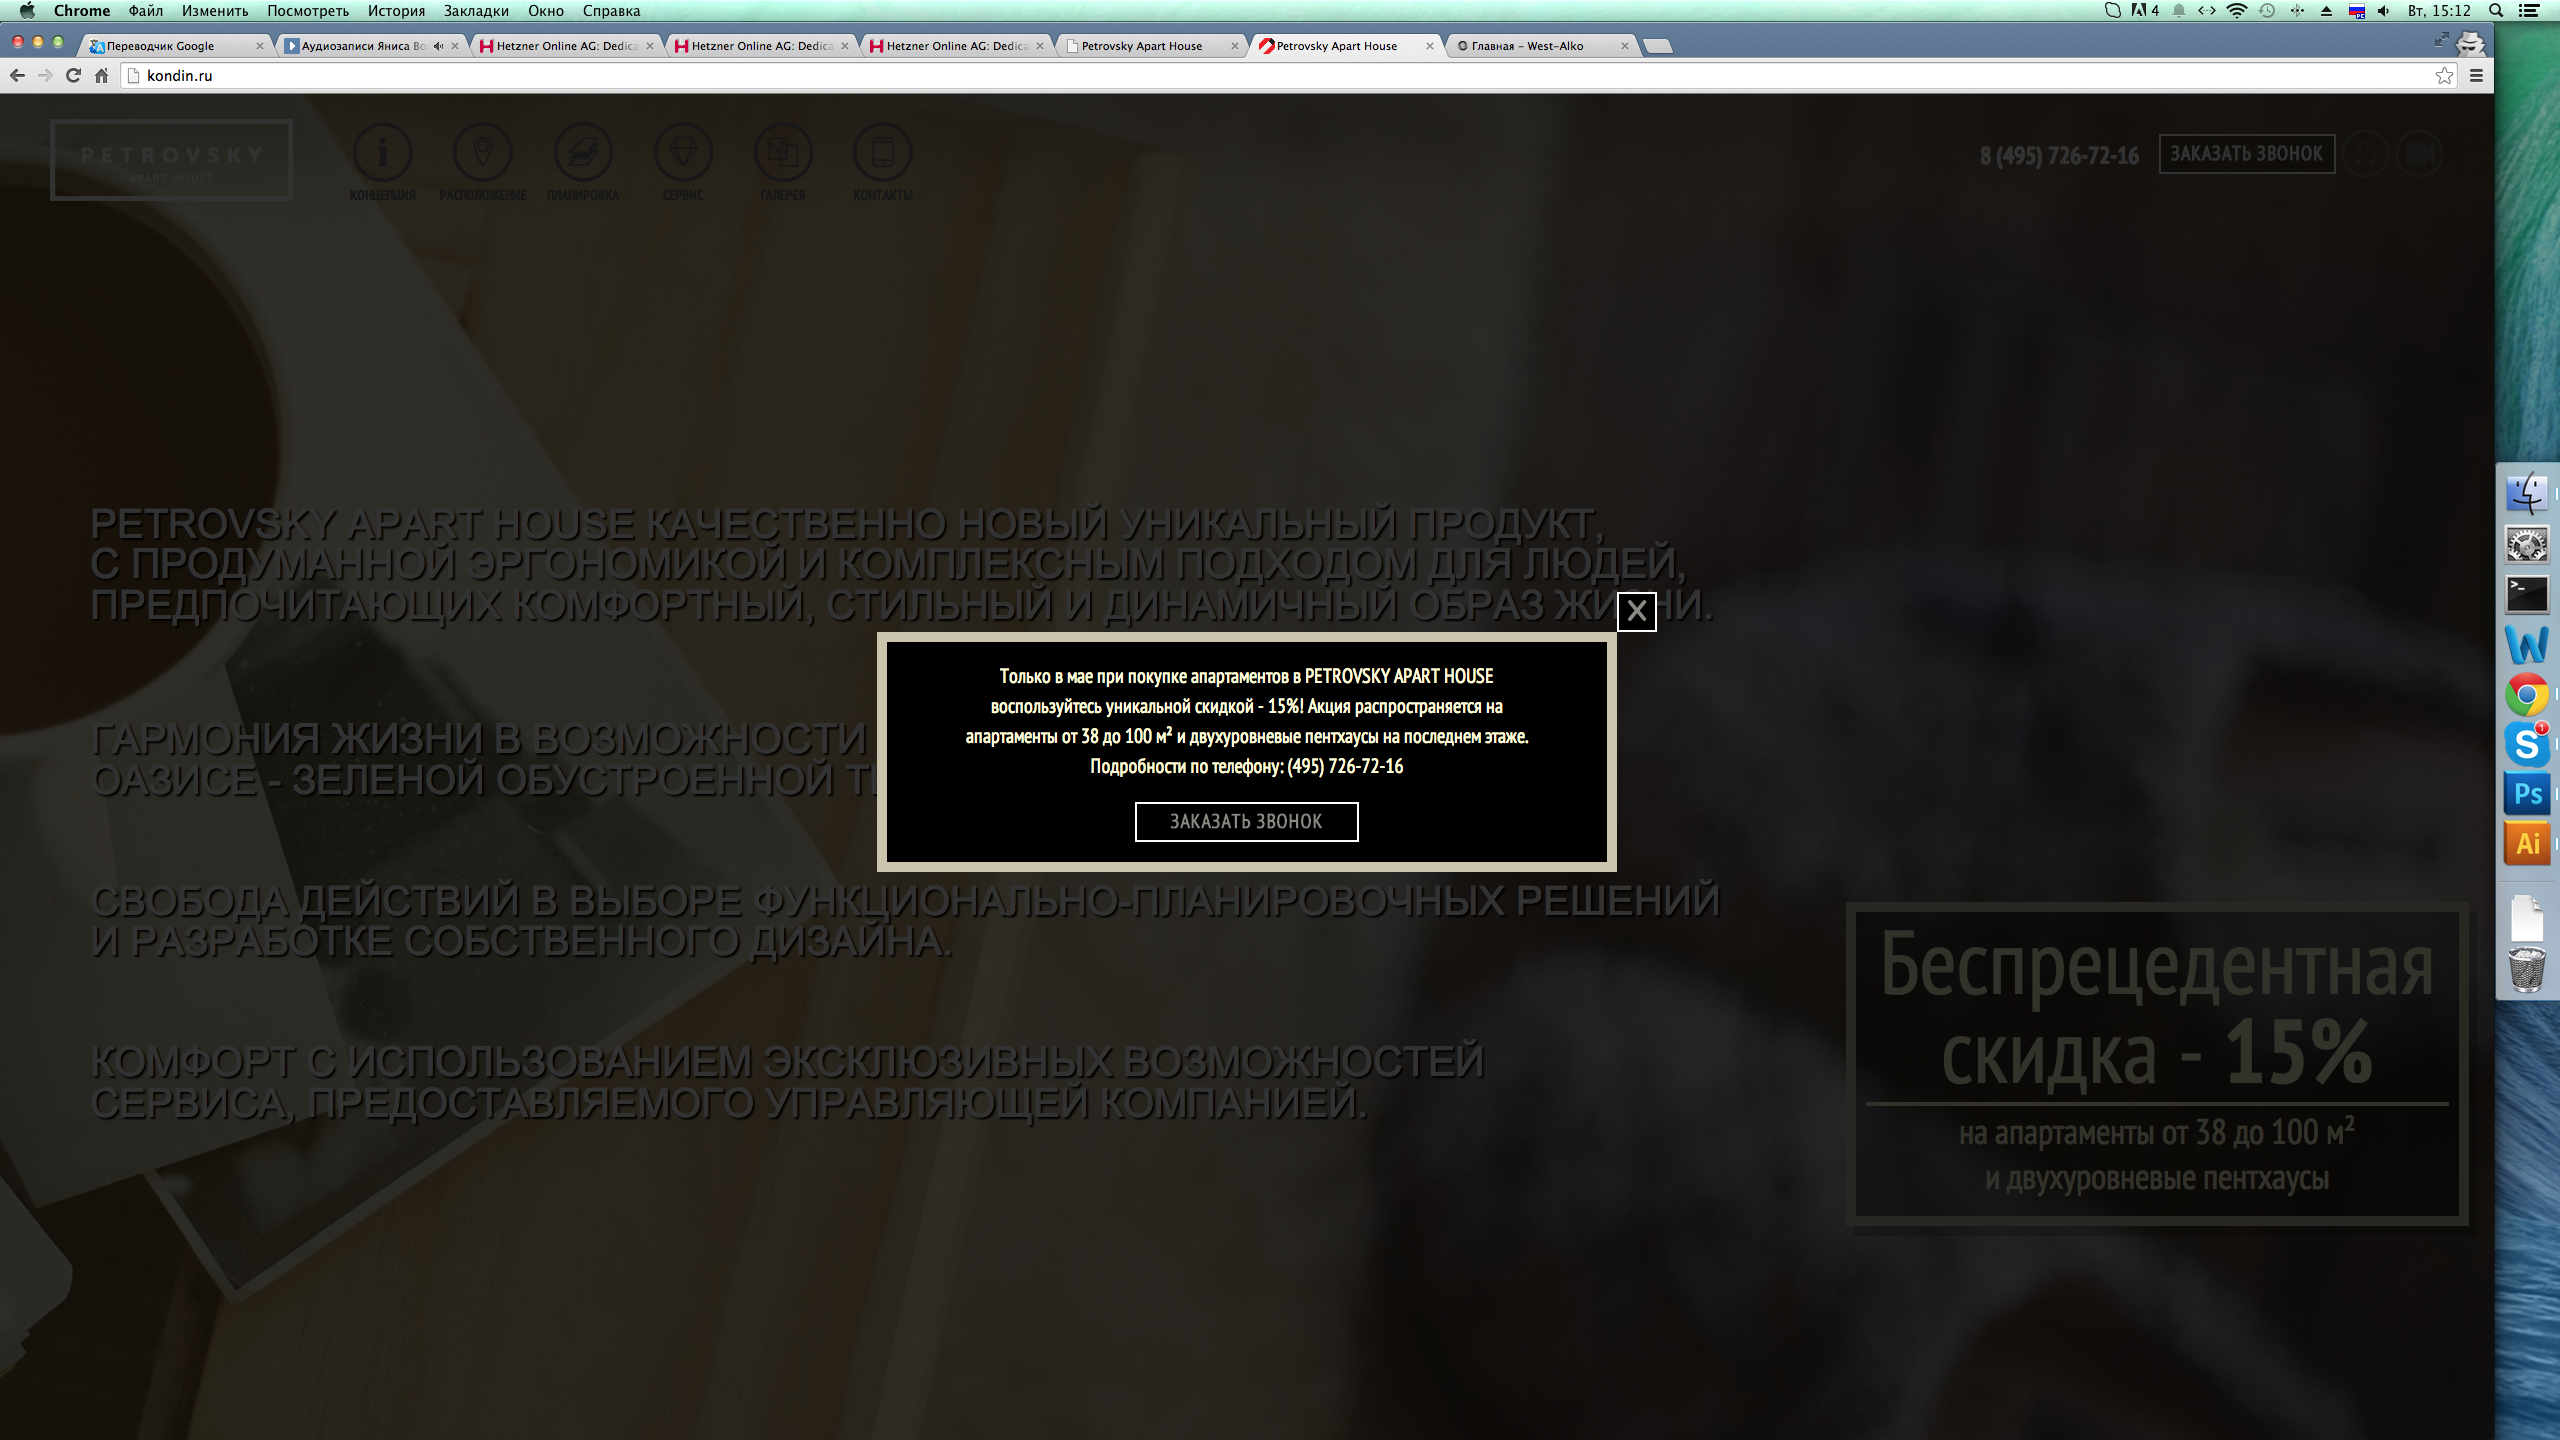 Chrome Файл Изменить Посмотреть История Закладки Окно Справка
4 Вт, 15:12
Переводчик Google
Аудиозаписи Яниса Во
Hetzner Online AG: Dedica
Hetzner Online AG: Dedica
Hetzner Online AG: Dedica
Petrovsky Apart House
Petrovsky Apart House
Главная – West-Alko
kondin.ru
PETROVSKY
APART HOUSE
КОНЦЕПЦИЯ
РАСПОЛОЖЕНИЕ
ПЛАНИРОВКА
СЕРВИС
ГАЛЕРЕЯ
КОНТАКТЫ
8 (495) 726-72-16
ЗАКАЗАТЬ ЗВОНОК
PETROVSKY APART HOUSE КАЧЕСТВЕННО НОВЫЙ УНИКАЛЬНЫЙ ПРОДУКТ,
С ПРОДУМАННОЙ ЭРГОНОМИКОЙ И КОМПЛЕКСНЫМ ПОДХОДОМ ДЛЯ ЛЮДЕЙ,
ПРЕДПОЧИТАЮЩИХ КОМФОРТНЫЙ, СТИЛЬНЫЙ И ДИНАМИЧНЫЙ ОБРАЗ ЖИЗНИ.
X
Только в мае при покупке апартаментов в PETROVSKY APART HOUSE
воспользуйтесь уникальной скидкой - 15%! Акция распространяется на
апартаменты от 38 до 100 м² и двухуровневые пентхаусы на последнем этаже.
Подробности по телефону: (495) 726-72-16
ЗАКАЗАТЬ ЗВОНОК
ГАРМОНИЯ ЖИЗНИ В ВОЗМОЖНОСТИ
ОАЗИСЕ - ЗЕЛЕНОЙ ОБУСТРОЕННОЙ
СВОБОДА ДЕЙСТВИЙ В ВЫБОРЕ ФУНКЦИОНАЛЬНО-ПЛАНИРОВОЧНЫХ РЕШЕНИЙ
И РАЗРАБОТКЕ СОБСТВЕННОГО ДИЗАЙНА.
КОМФОРТ С ИСПОЛЬЗОВАНИЕМ ЭКСКЛЮЗИВНЫХ ВОЗМОЖНОСТЕЙ
СЕРВИСА, ПРЕДОСТАВЛЯЕМОГО УПРАВЛЯЮЩЕЙ КОМПАНИЕЙ.
Беспрецедентная
скидка - 15%
на апартаменты от 38 до 100 м²
и двухуровневые пентхаусы
1
Ps
Ai